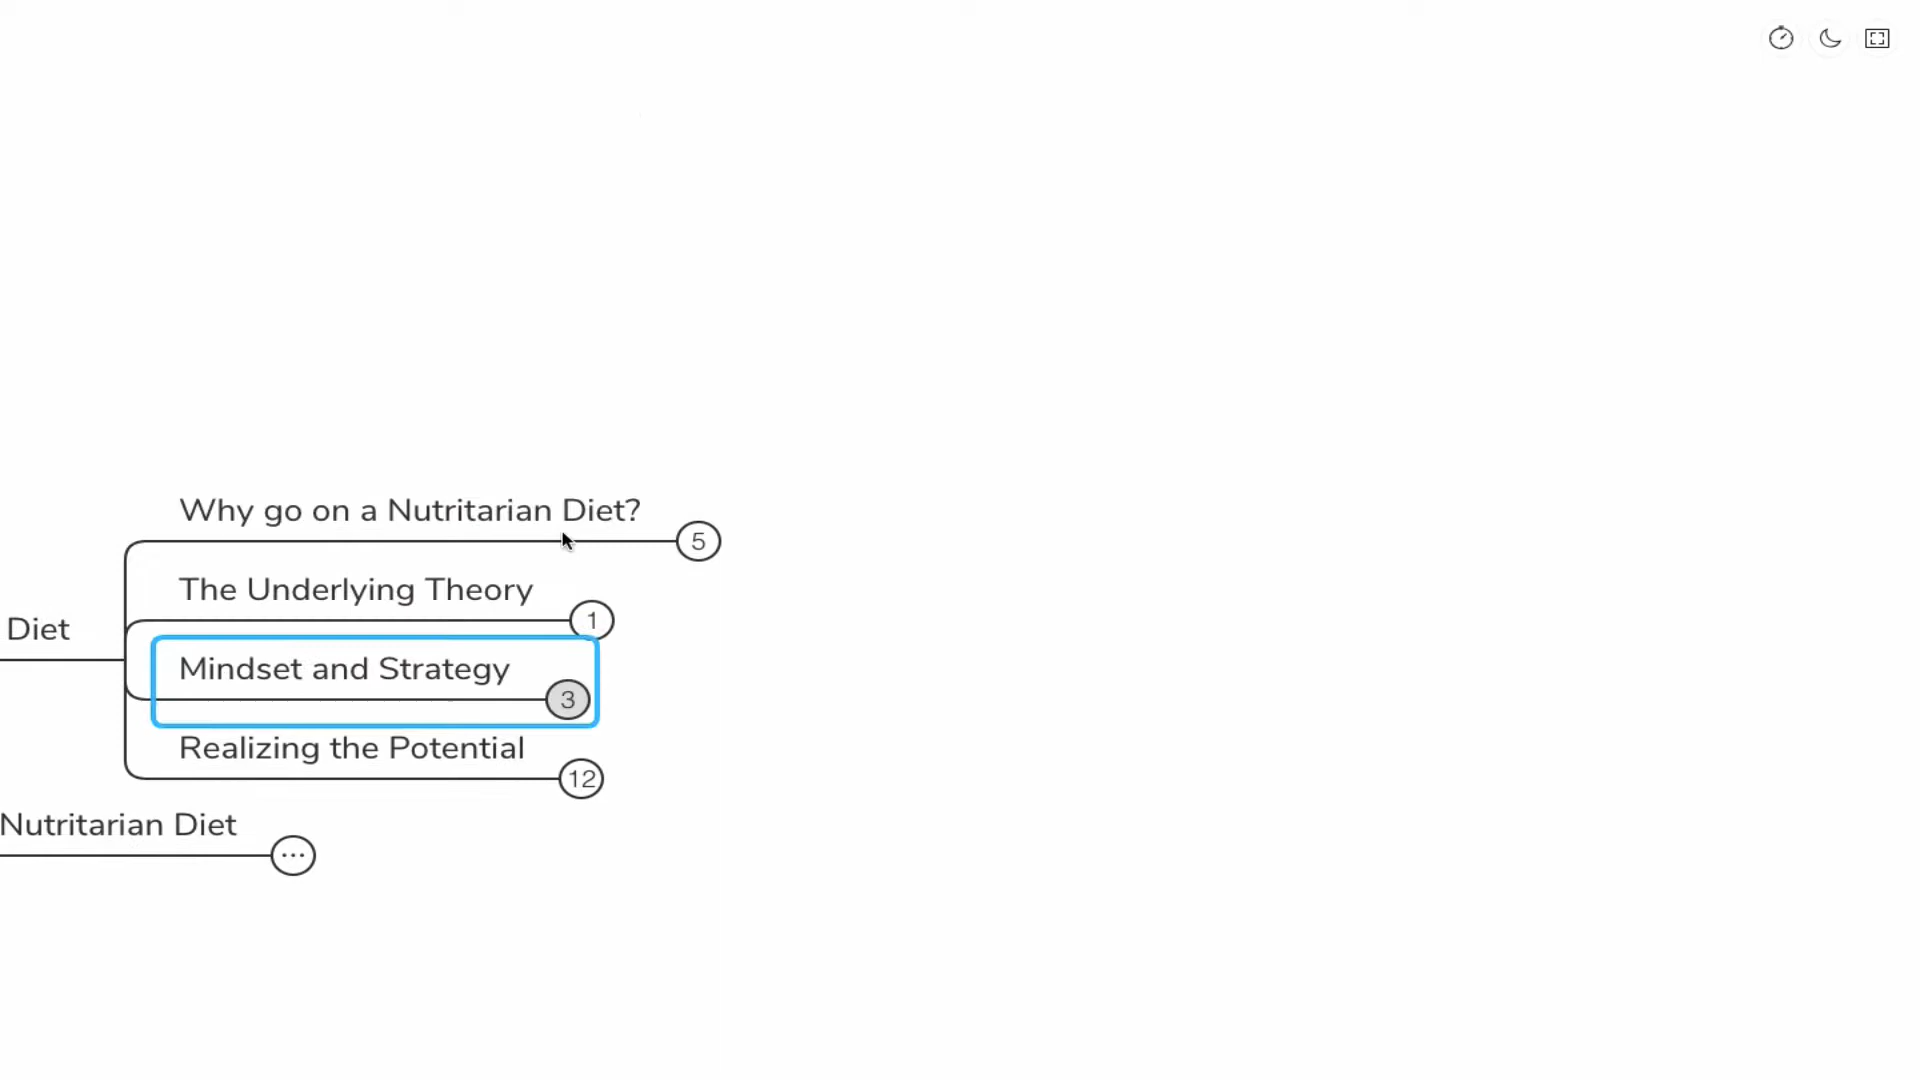 Why go on a Nutritarian Diet?
5
The Underlying Theory
1
Diet
Mindset and Strategy
3
Realizing the Potential
12
Nutritarian Diet
...